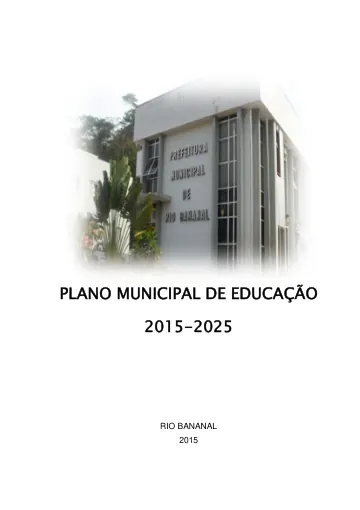 PREFEITURA
MUNICIPAL
DE
RIO BANANAL
PLANO MUNICIPAL DE EDUCAÇÃO
2015-2025
RIO BANANAL
2015